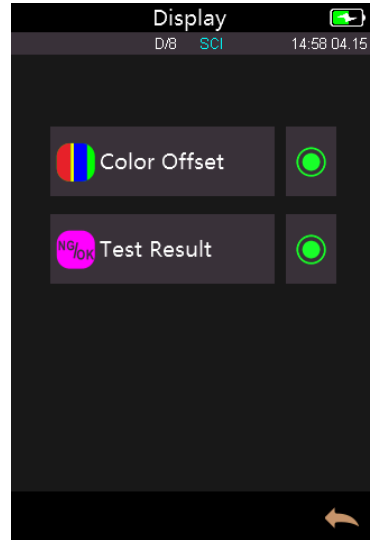 Display
D/8 SCI 14:58 04.15
Color Offset
NG/OK Test Result